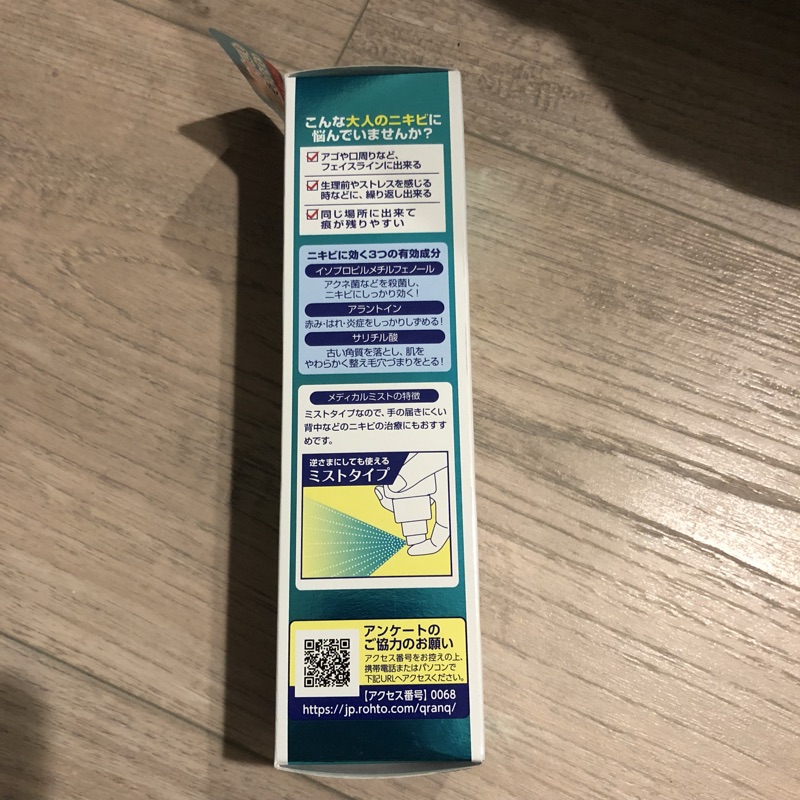 こんな大人のニキビに
悩んでいませんか?
アゴや口周りなど、
フェイスラインに出来る
生理前やストレスを感じる
時などに、繰り返し出来る
同じ場所に出来て
痕が残りやすい
ニキビに効く3つの有効成分
イソプロピルメチルフェノール
アクネ菌などを殺菌し、
ニキビにしっかり効く!
アラントイン
赤み・はれ・炎症をしっかりしずめる!
サリチル酸
古い角質を落とし、肌を
やわらかく整え毛穴づまりをとる!
メディカルミストの特徴
ミストタイプなので、手の届きにくい
背中などのニキビの治療にもおすす
めです。
逆さまにしても使える
ミストタイプ
アンケートの
ご協力のお願い
アクセス番号をお控えの上、
携帯電話またはパソコンで
下記URLへアクセスください。
【アクセス番号】0068
https://jp.rohto.com/qranq/